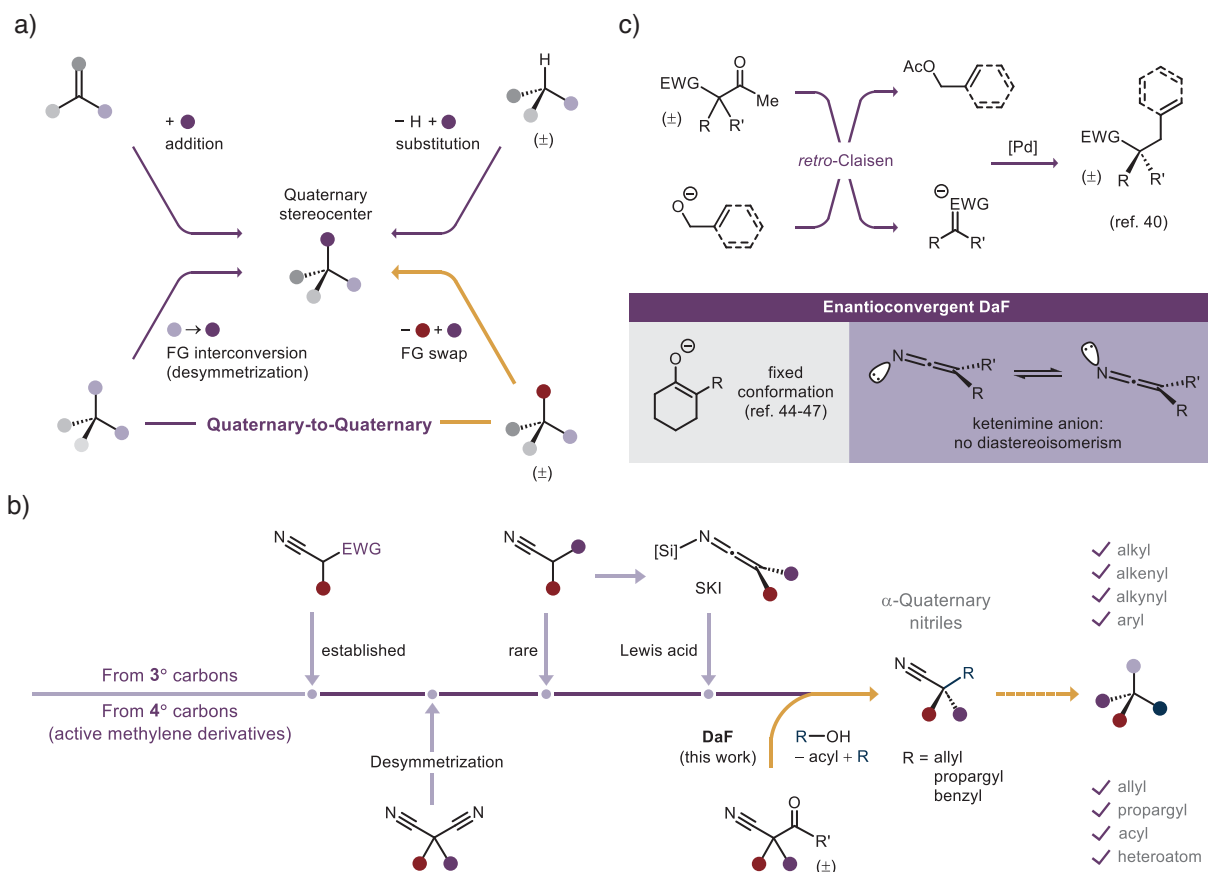 a)
+
addition
− H +
substitution
H
(±)
Quaternary
stereocenter
→
FG interconversion
(desymmetrization)
− +
FG swap
Quaternary-to-Quaternary
(±)
c)
EWG
O
Me
R
R'
(±)
O
⊖
retro-Claisen
AcO
⊖
EWG
R
R'
[Pd]
EWG
(±)
R
R'
(ref. 40)
Enantioconvergent DaF
⊖
O
R
fixed
conformation
(ref. 44-47)
N
R'
R
N
R'
R
ketenimine anion:
no diastereoisomerism
b)
N
EWG
established
N
rare
[Si]
N
SKI
Lewis acid
From 3° carbons
From 4° carbons
(active methylene derivatives)
Desymmetrization
N
N
DaF
(this work)
R—OH
− acyl + R
N
O
R'
(±)
α-Quaternary
nitriles
N
R
R = allyl
propargyl
benzyl
alkyl
alkenyl
alkynyl
aryl
allyl
propargyl
acyl
heteroatom